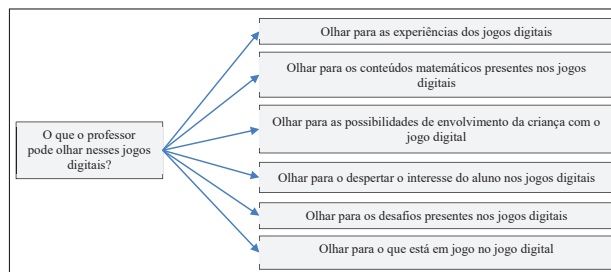 O que o professor
pode olhar nesses jogos
digitais?
Olhar para as experiências dos jogos digitais
Olhar para os conteúdos matemáticos presentes nos jogos
digitais
Olhar para as possibilidades de envolvimento da criança com o
jogo digital
Olhar para o despertar o interesse do aluno nos jogos digitais
Olhar para os desafios presentes nos jogos digitais
Olhar para o que está em jogo no jogo digital